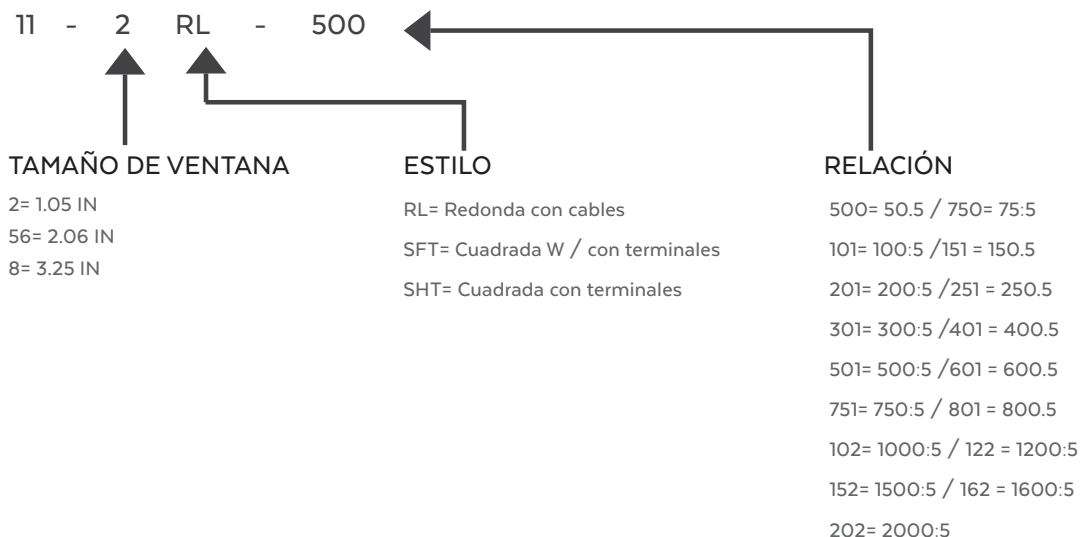 11 - 2 RL - 500
TAMAÑO DE VENTANA
2= 1.05 IN
56= 2.06 IN
8= 3.25 IN
ESTILO
RL= Redonda con cables
SFT= Cuadrada W / con terminales
SHT= Cuadrada con terminales
RELACIÓN
500= 50.5 / 750= 75:5
101= 100:5 /151 = 150.5
201= 200:5 /251 = 250.5
301= 300:5 /401 = 400.5
501= 500:5 /601 = 600.5
751= 750:5 / 801 = 800.5
102= 1000:5 / 122 = 1200:5
152= 1500:5 / 162 = 1600:5
202= 2000:5